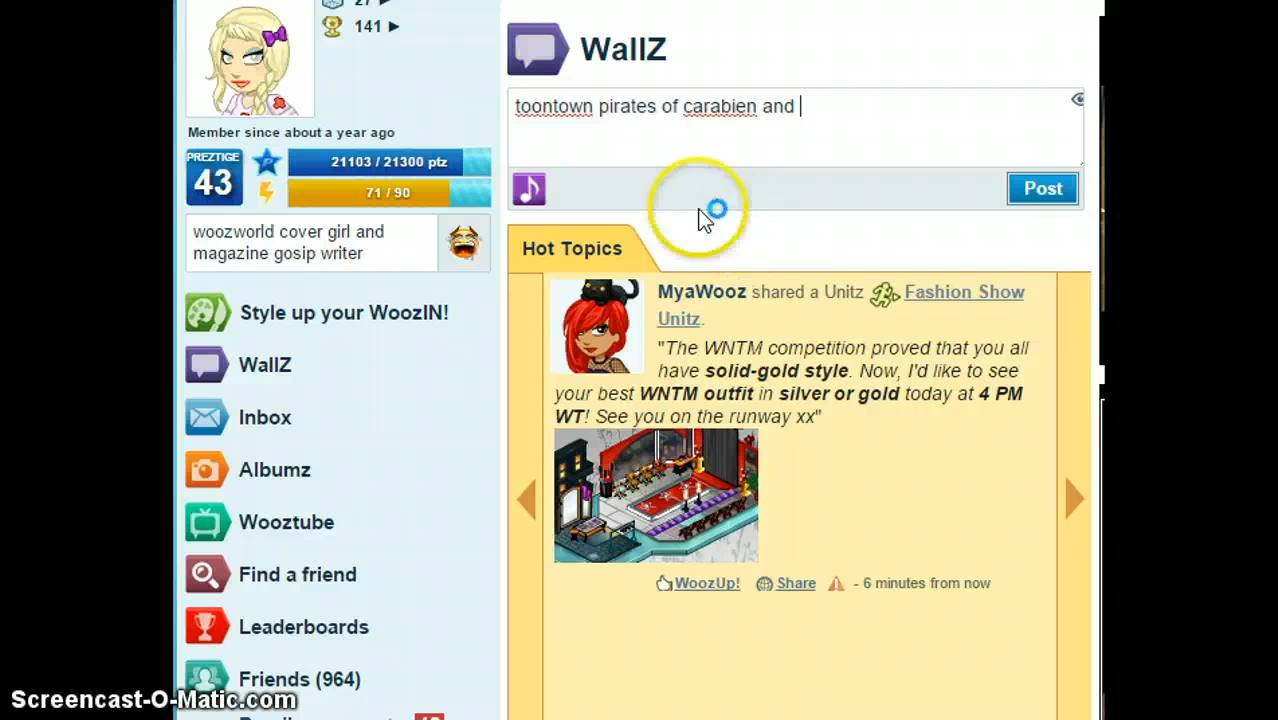 27
141
Member since about a year ago
PREZTIGE
43
21103 / 21300 ptz
71 / 90
woozworld cover girl and
magazine gosip writer
Style up your WoozIN!
WallZ
Inbox
Albumz
Wooztube
Find a friend
Leaderboards
Friends (964)
WallZ
toontown pirates of carabien and
Post
Hot Topics
MyaWooz shared a Unitz Fashion Show
Unitz.
"The WNTM competition proved that you all
have solid-gold style. Now, I'd like to see
your best WNTM outfit in silver or gold today at 4 PM
WT! See you on the runway xx"
WoozUp! Share - 6 minutes from now
Screencast-O-Matic.com